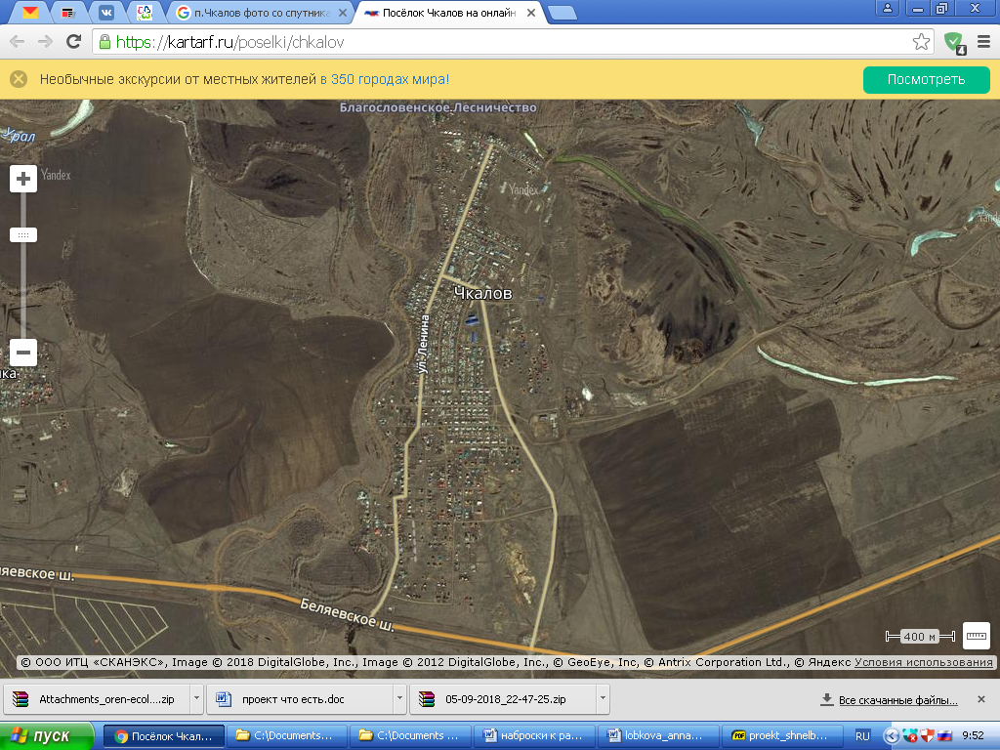 п.Чкалов фото со спутника
Посёлок Чкалов на онлайн
https://kartarf.ru/poselki/chkalov
4
Необычные экскурсии от местных жителей в 350 городах мира!
Посмотреть
Благословенское Лесничество
Урал
Yandex
Yandex
Чкалов
ул. Ленина
ка
Беляевское ш.
400 м
© ООО ИТЦ «СКАНЭКС», Image © 2018 DigitalGlobe, Inc., Image © 2012 DigitalGlobe, Inc., © GeoEye, Inc, © Antrix Corporation Ltd., © Яндекс Условия использования
Attachments_oren-ecol....zip
проект что есть.doc
05-09-2018_22-47-25.zip
Все скачанные файлы...
пуск
Посёлок Чкал...
C:\Documents...
C:\Documents ...
наброски к ра...
lobkova_anna...
proekt_shnelb...
RU
9:52